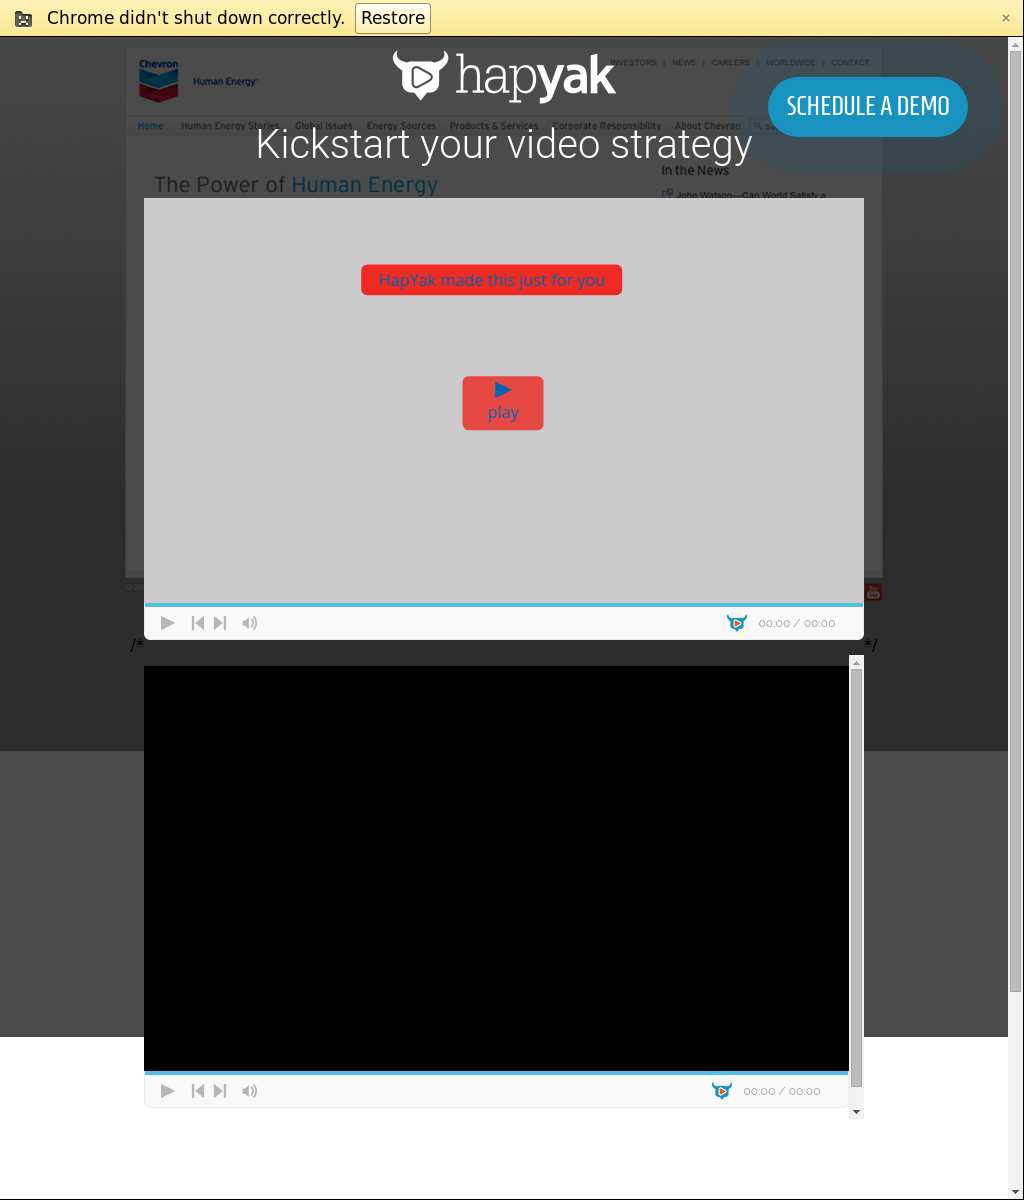 Chrome didn't shut down correctly. Restore
hapyak
Chevron
Human Energy
INVESTORS | NEWS | CAREERS | WORLDWIDE | CONTACT
SCHEDULE A DEMO
Home Human Energy Stories Global Issues Energy Sources Products & Services Corporate Responsibility About Chevron
Kickstart your video strategy
In the News
The Power of Human Energy
John Watson—Can World Satisfy a
HapYak made this just for you
play
00:00 / 00:00
/* */
00:00 / 00:00